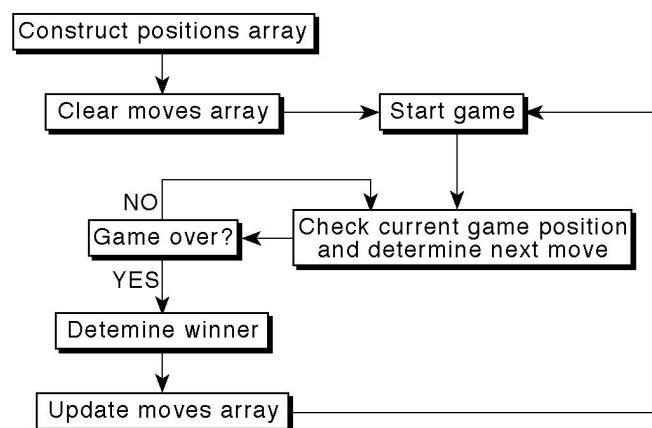 Construct positions array
Clear moves array
Start game
NO
Check current game position
and determine next move
Game over?
YES
Detemine winner
Update moves array